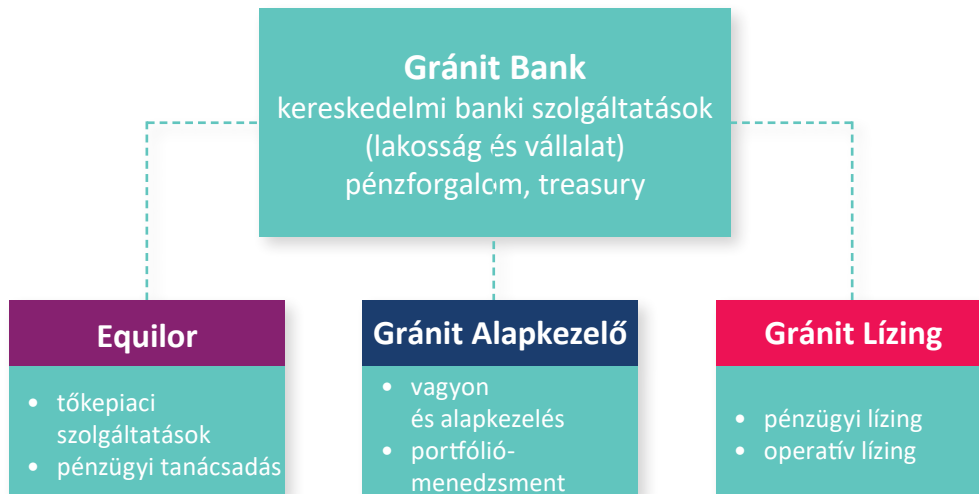 Gránit Bank
kereskedelmi banki szolgáltatások
(lakosság és vállalat)
pénzforgalom, treasury
Equilor
• tőkepiaci
szolgáltatások
• pénzügyi tanácsadás
Gránit Alapkezelő
• vagyon
és alapkezelés
• portfólió-
menedzsment
Gránit Lízing
• pénzügyi lízing
• operatív lízing